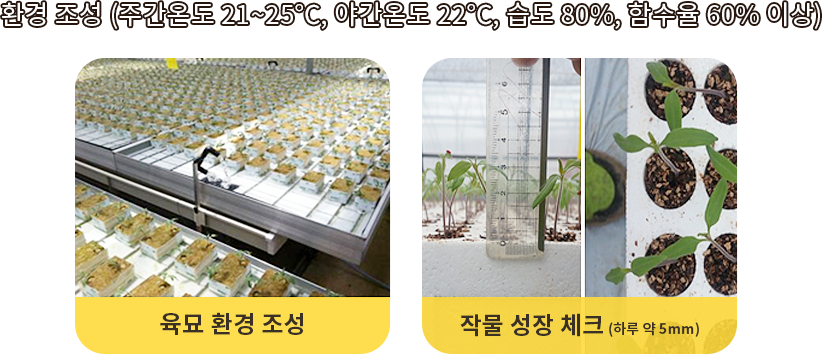 환경 조성 (주간온도 21~25℃, 야간온도 22℃, 습도 80%, 함수율 60% 이상)
육묘 환경 조성
작물 성장 체크 (하루 약 5mm)